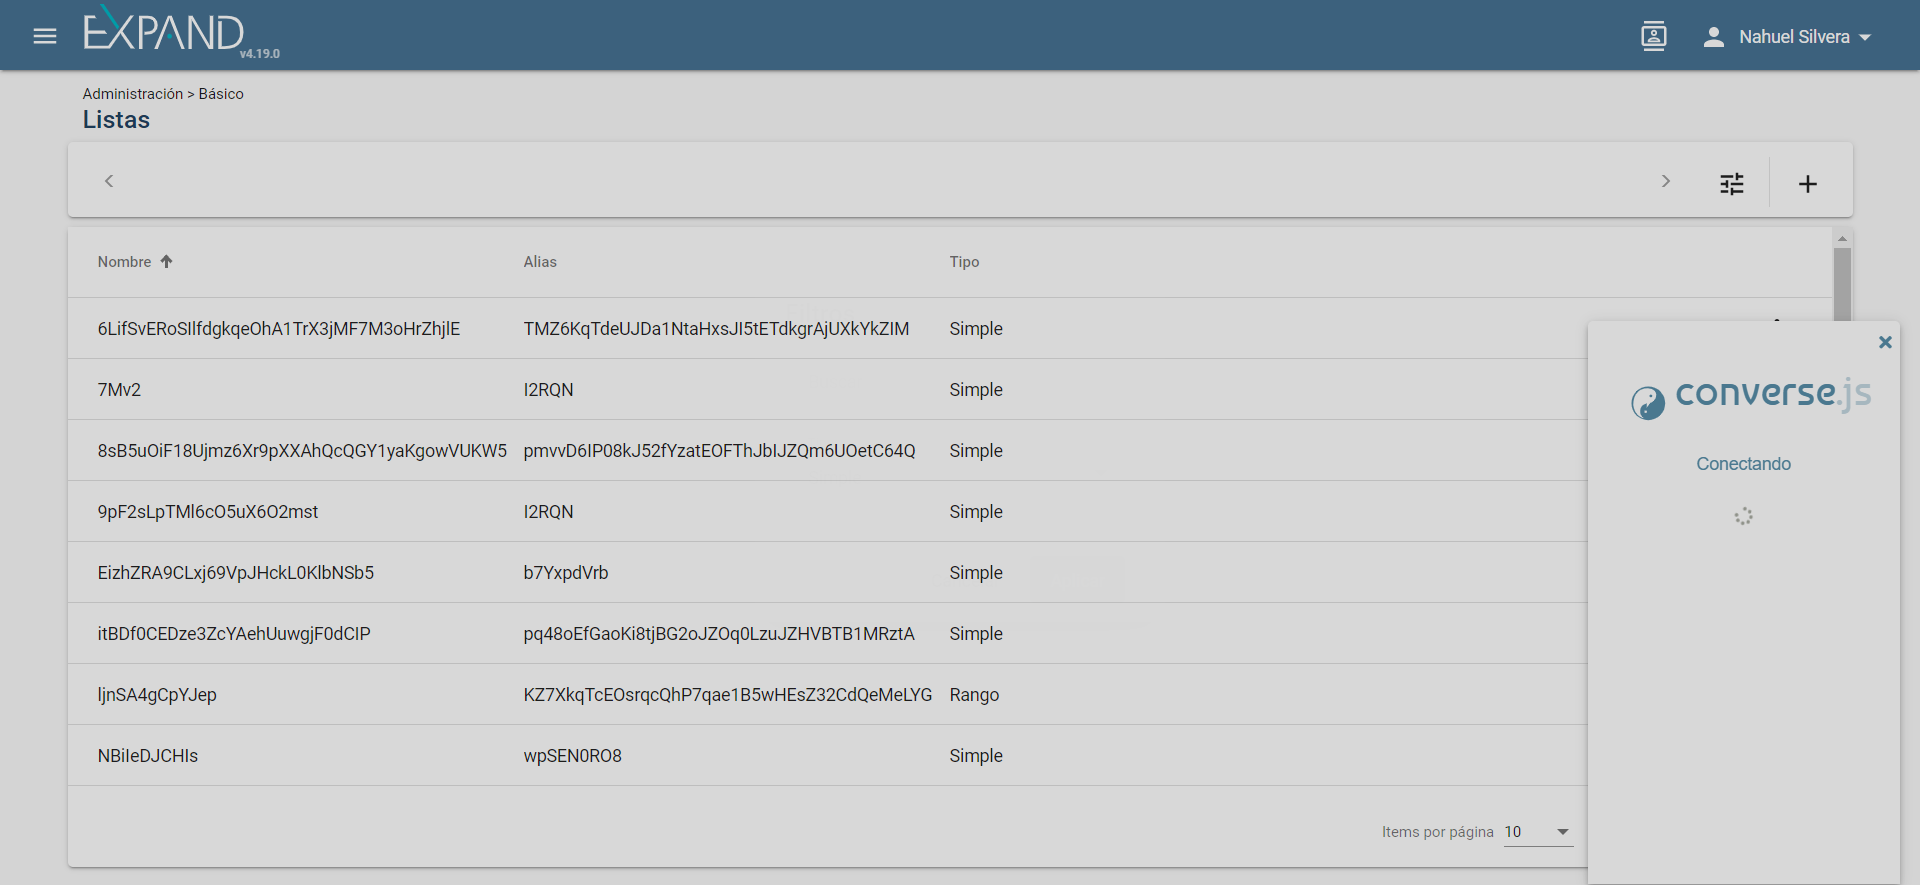 EXPAND
v4.19.0
Nahuel Silvera
Administración > Básico
Listas
Nombre Alias Tipo
6LifSvERoSIlfdgkqeOhA1TrX3jMF7M3oHrZhjlE TMZ6KqTdeUJDa1NtaHxsJI5tETdkgrAjUXkYkZIM Simple
7Mv2 I2RQN Simple
8sB5uOiF18Ujmz6Xr9pXXAhQcQGY1yaKgowVUKW5 pmvvD6IP08kJ52fYzatEOFThJbIJZQm6UOetC64Q Simple
9pF2sLpTMl6cO5uX6O2mst I2RQN Simple
EizhZRA9CLxj69VpJHckL0KlbNSb5 b7YxpdVrb Simple
itBDf0CEDze3ZcYAehUuwgjF0dCIP pq48oEfGaoKi8tjBG2oJZOq0LzuJZHVBTB1MRztA Simple
ljnSA4gCpYJep KZ7XkqTcEOsrqcQhP7qae1B5wHEsZ32CdQeMeLYG Rango
NBiIeDJCHIs wpSEN0RO8 Simple
Items por página 10
converse.js
Conectando